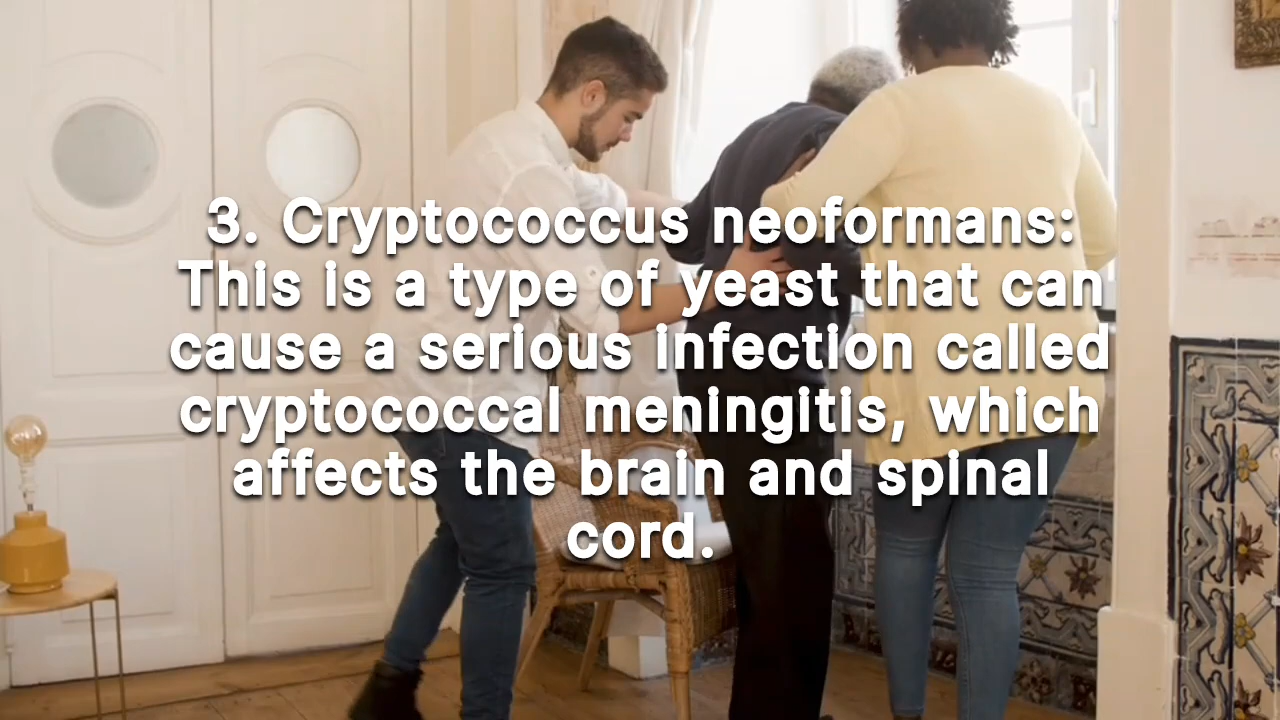 3. Cryptococcus neoformans:
This is a type of yeast that can
cause a serious infection called
cryptococcal meningitis, which
affects the brain and spinal
cord.